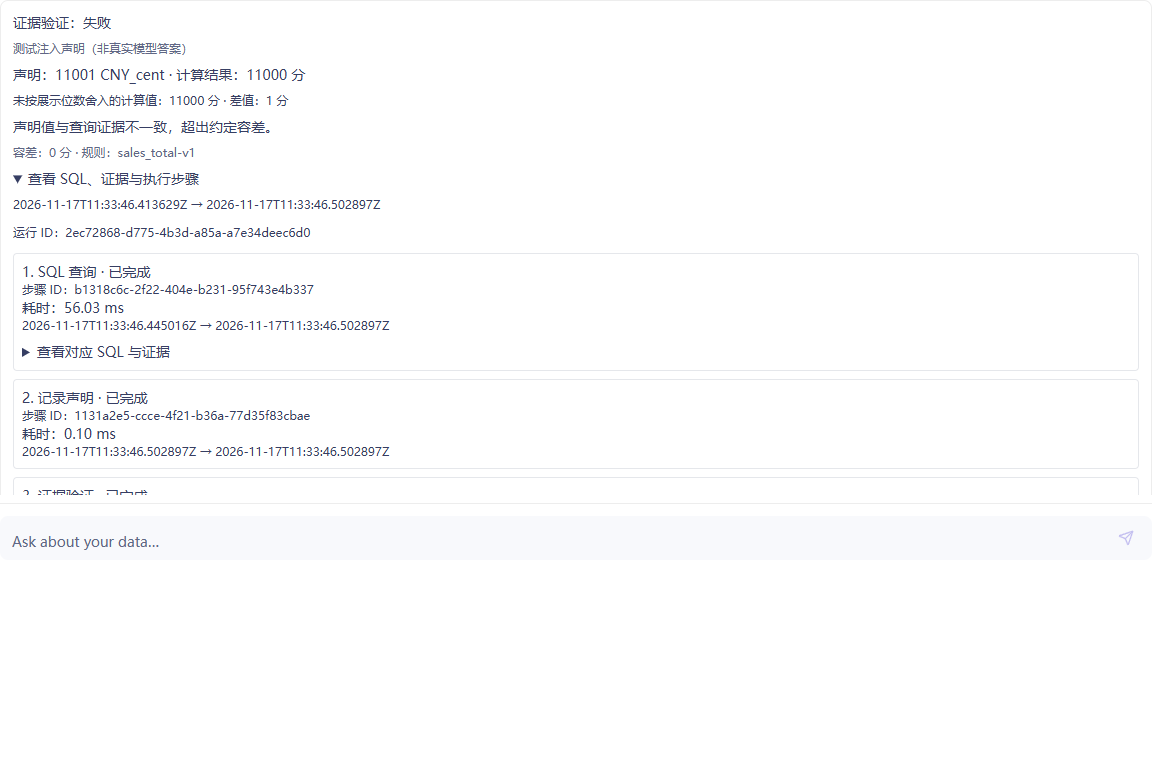 证据验证：失败
测试注入声明（非真实模型答案）
声明：11001 CNY_cent · 计算结果：11000 分
未按展示位数舍入的计算值：11000 分 · 差值：1 分
声明值与查询证据不一致，超出约定容差。
容差：0 分 · 规则：sales_total-v1
▼ 查看 SQL、证据与执行步骤
2026-11-17T11:33:46.413629Z → 2026-11-17T11:33:46.502897Z
运行 ID：2ec72868-d775-4b3d-a85a-a7e34deec6d0
1. SQL 查询 · 已完成
步骤 ID：b1318c6c-2f22-404e-b231-95f743e4b337
耗时：56.03 ms
2026-11-17T11:33:46.445016Z → 2026-11-17T11:33:46.502897Z
▶ 查看对应 SQL 与证据
2. 记录声明 · 已完成
步骤 ID：1131a2e5-ccce-4f21-b36a-77d35f83cbae
耗时：0.10 ms
2026-11-17T11:33:46.502897Z → 2026-11-17T11:33:46.502897Z
3. 证据验证 · 已完成
Ask about your data...